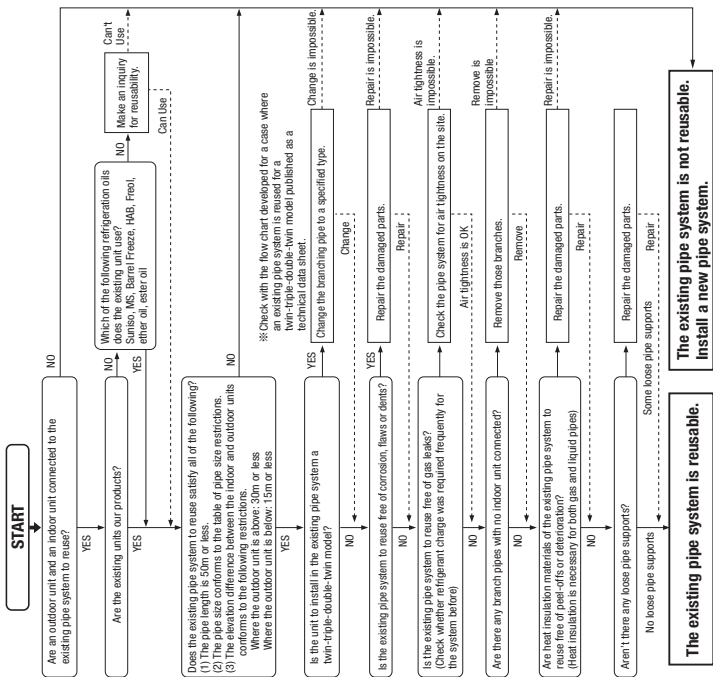 START
Are an outdoor unit and an indoor unit connected to the
existing pipe system to reuse?
NO
YES
Are the existing units our products?
NO
YES
Which of the following refrigeration oils
does the existing unit use?
Suniso, MS, Barrel Freeze, HAB, Freol,
ether oil, ester oil
NO
YES
Make an inquiry
for reusability.
Can't
Use
Can Use
Does the existing pipe system to reuse satisfy all of the following?
(1) The pipe length is 50m or less.
(2) The pipe size conforms to the table of pipe size restrictions.
(3) The elevation difference between the indoor and outdoor units
conforms to the following restrictions.
Where the outdoor unit is above: 30m or less
Where the outdoor unit is below: 15m or less
NO
YES
※Check with the flow chart developed for a case where
an existing pipe system is reused for a
twin-triple-double-twin model published as a
technical data sheet.
Is the unit to install in the existing pipe system a
twin-triple-double-twin model?
YES
Change the branching pipe to a specified type.
Change is impossible.
NO
Change
Is the existing pipe system to reuse free of corrosion, flaws or dents?
YES
Repair the damaged parts.
Repair is impossible.
NO
Repair
Is the existing pipe system to reuse free of gas leaks?
(Check whether refrigerant charge was required frequently for
the system before)
Check the pipe system for air tightness on the site.
Air tightness is
impossible.
NO
Air tightness is OK
Are there any branch pipes with no indoor unit connected?
Remove those branches.
Remove is
impossible
NO
Remove
Are heat insulation materials of the existing pipe system to
reuse free of peel-offs or deterioration?
(Heat insulation is necessary for both gas and liquid pipes)
Repair the damaged parts.
Repair is impossible.
NO
Repair
Aren't there any loose pipe supports?
Repair the damaged parts.
No loose pipe supports
Some loose pipe supports
Repair
The existing pipe system is reusable.
The existing pipe system is not reusable.
Install a new pipe system.